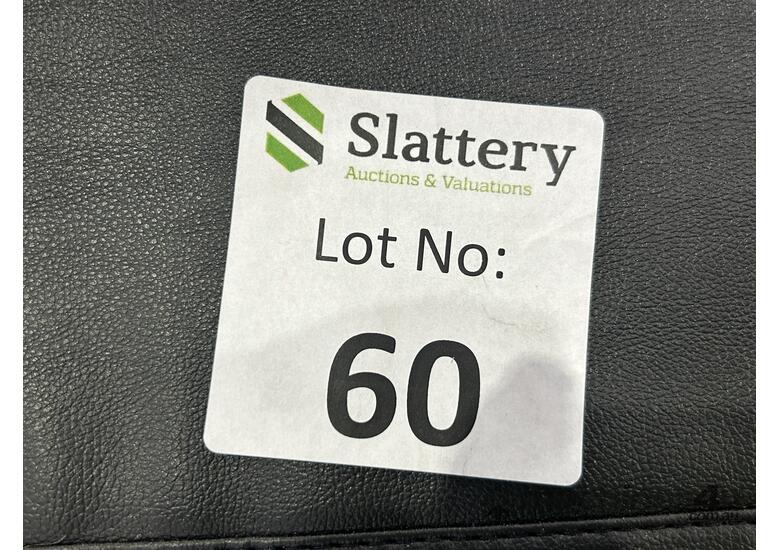 Slattery
Auctions & Valuations
Lot No:
60